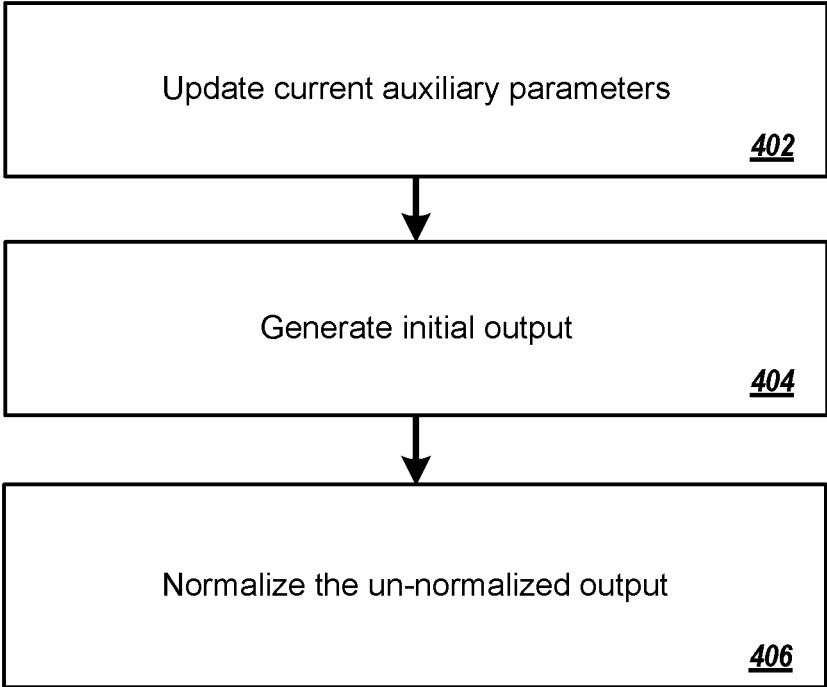 Update current auxiliary parameters
402
Generate initial output
404
Normalize the un-normalized output
406